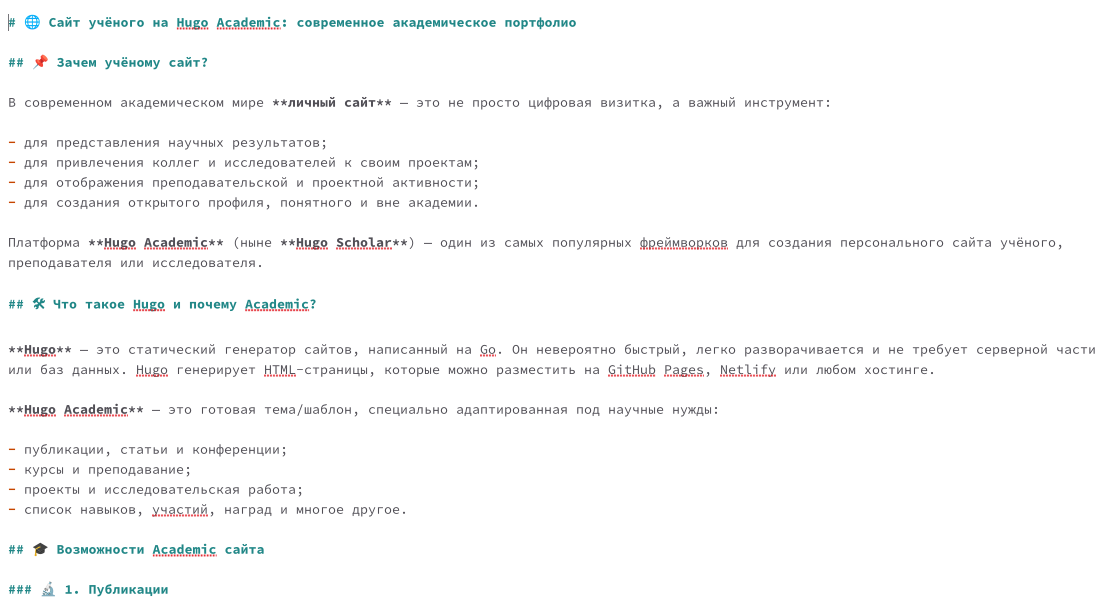 # 🌐 Сайт учёного на Hugo Academic: современное академическое портфолио
## 📌 Зачем учёному сайт?
В современном академическом мире **личный сайт** — это не просто цифровая визитка, а важный инструмент:
- для представления научных результатов;
- для привлечения коллег и исследователей к своим проектам;
- для отображения преподавательской и проектной активности;
- для создания открытого профиля, понятного и вне академии.
Платформа **Hugo Academic** (ныне **Hugo Scholar**) — один из самых популярных фреймворков для создания персонального сайта учёного,
преподавателя или исследователя.
## 🛠 Что такое Hugo и почему Academic?
**Hugo** — это статический генератор сайтов, написанный на Go. Он невероятно быстрый, легко разворачивается и не требует серверной части
или баз данных. Hugo генерирует HTML-страницы, которые можно разместить на GitHub Pages, Netlify или любом хостинге.
**Hugo Academic** — это готовая тема/шаблон, специально адаптированная под научные нужды:
- публикации, статьи и конференции;
- курсы и преподавание;
- проекты и исследовательская работа;
- список навыков, участий, наград и многое другое.
## 🎓 Возможности Academic сайта
### 🔬 1. Публикации